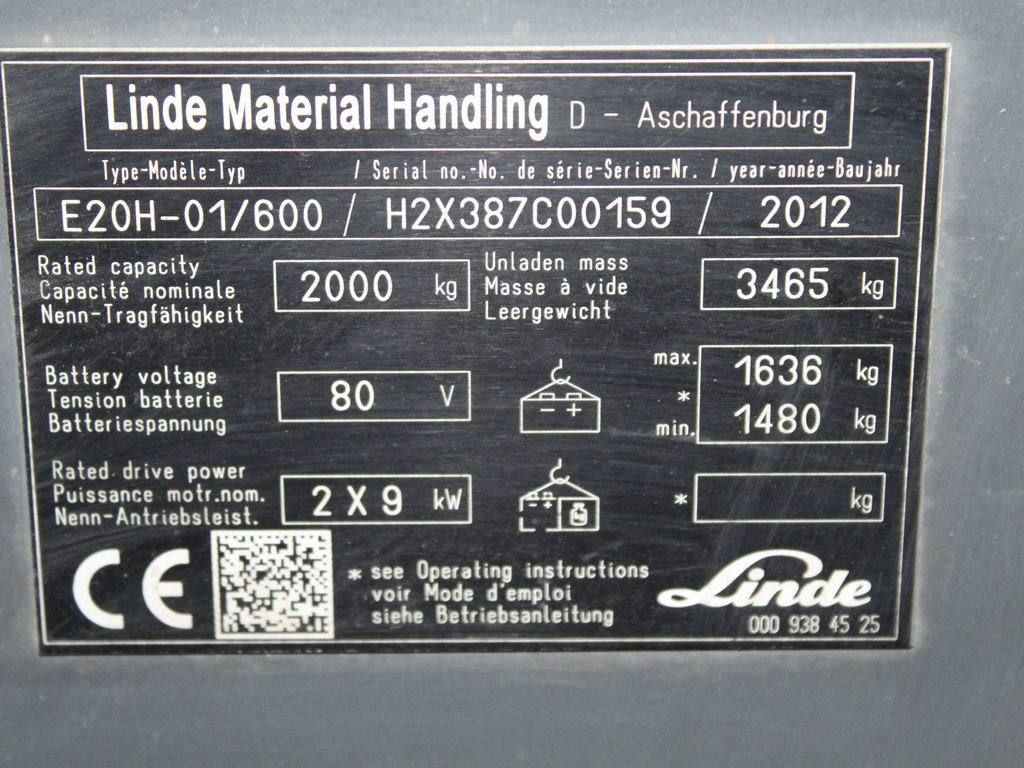 Linde Material Handling D - Aschaffenburg
Type-Modèle-Typ / Serial no.-No. de série-Serien-Nr. / year-année-Baujahr
E20H-01/600 / H2X387C00159 / 2012
Rated capacity
Capacité nominale
Nenn-Tragfähigkeit
2000 kg
Unladen mass
Masse à vide
Leergewicht
3465 kg
Battery voltage
Tension batterie
Batteriespannung
80 V
- +
max. 1636 kg
*
min. 1480 kg
Rated drive power
Puissance motr.nom.
Nenn-Antriebsleist.
2 X 9 kW
- +
kg
* kg
CE
* see Operating instructions
voir Mode d'emploi
siehe Betriebsanleitung
Linde
000 938 45 25